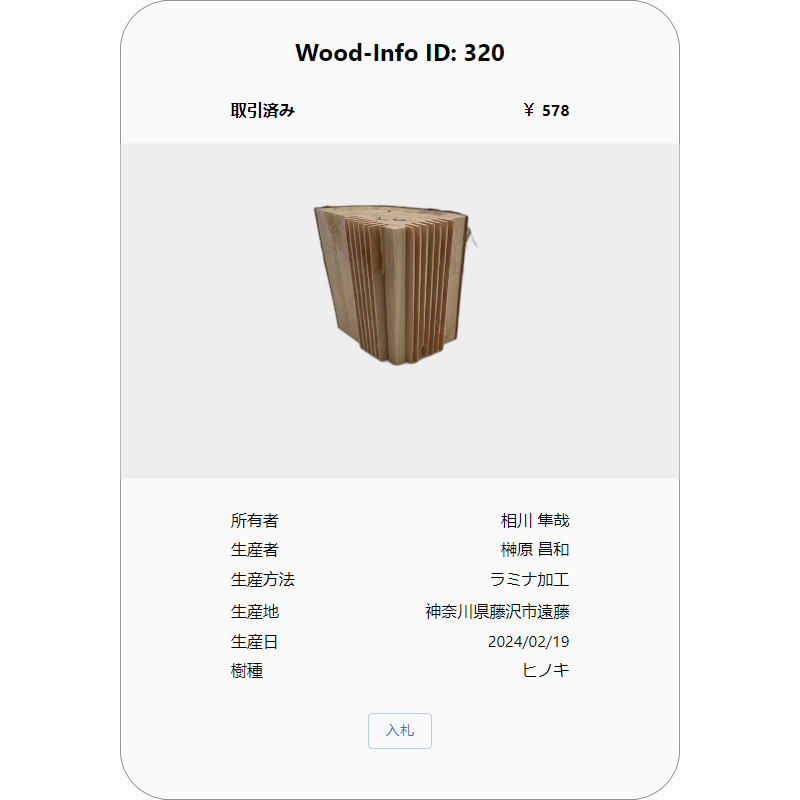 Wood-Info ID: 320
取引済み ￥ 578
所有者 相川 隼哉
生産者 榊原 昌和
生産方法 ラミナ加工
生産地 神奈川県藤沢市遠藤
生産日 2024/02/19
樹種 ヒノキ
入札